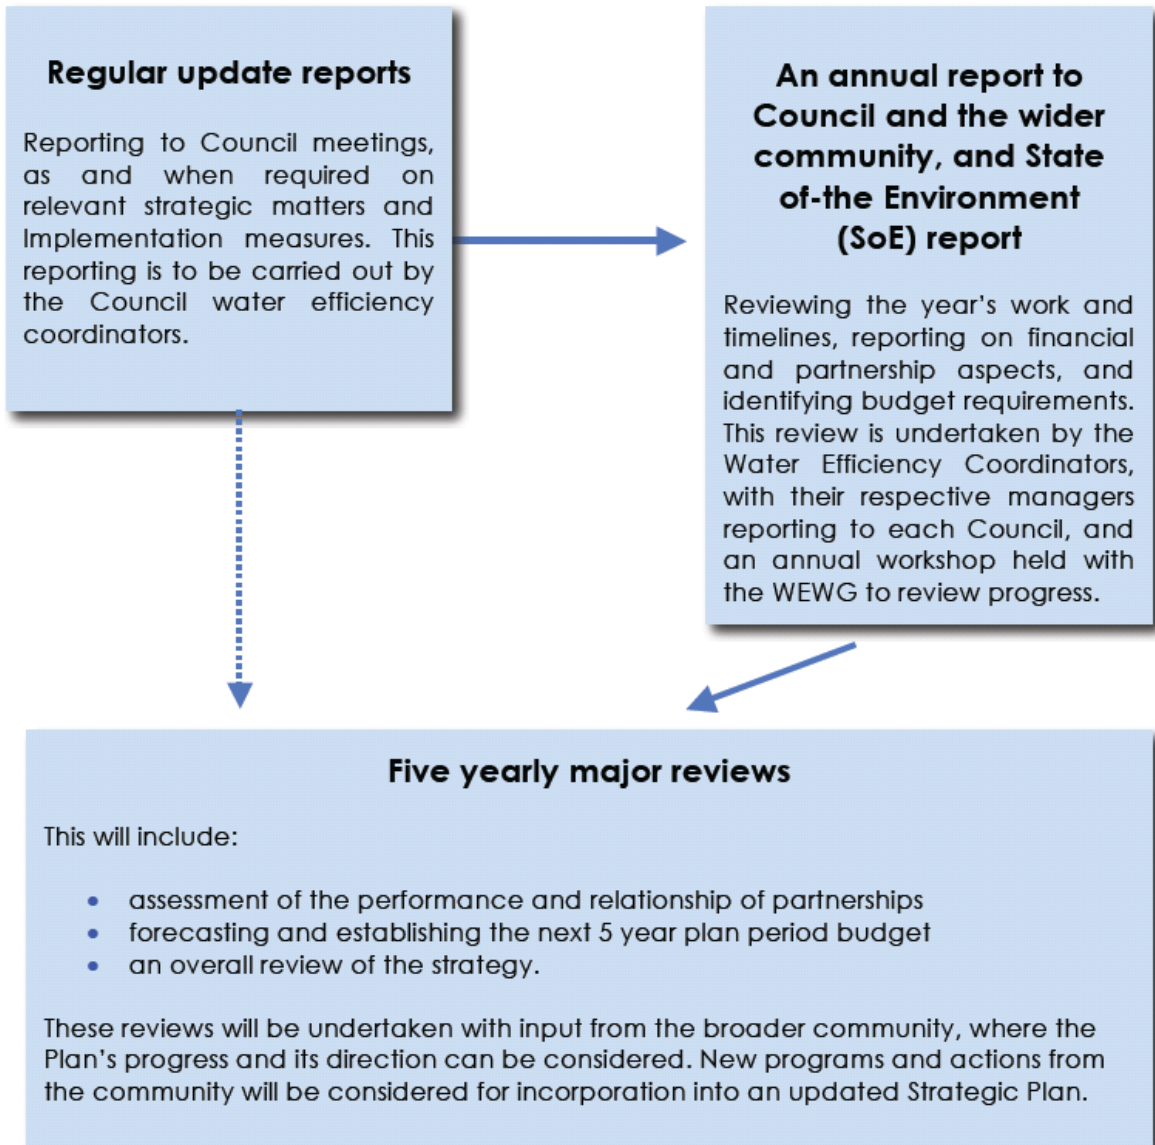 Regular update reports
Reporting to Council meetings,
as and when required on
relevant strategic matters and
Implementation measures. This
reporting is to be carried out by
the Council water efficiency
coordinators.
An annual report to
Council and the wider
community, and State
of-the Environment
(SoE) report
Reviewing the year's work and
timelines, reporting on financial
and partnership aspects, and
identifying budget requirements.
This review is undertaken by the
Water Efficiency Coordinators,
with their respective managers
reporting to each Council, and
an annual workshop held with
the WEWG to review progress.
Five yearly major reviews
This will include:
• assessment of the performance and relationship of partnerships
• forecasting and establishing the next 5 year plan period budget
• an overall review of the strategy.
These reviews will be undertaken with input from the broader community, where the
Plan's progress and its direction can be considered. New programs and actions from
the community will be considered for incorporation into an updated Strategic Plan.